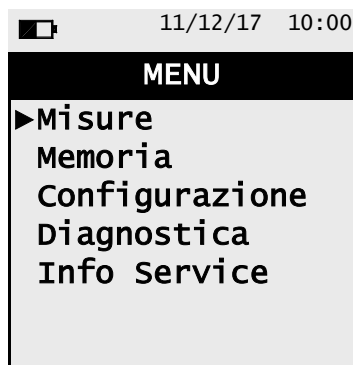 11/12/17 10:00
MENU
►Misure
Memoria
Configurazione
Diagnostica
Info Service